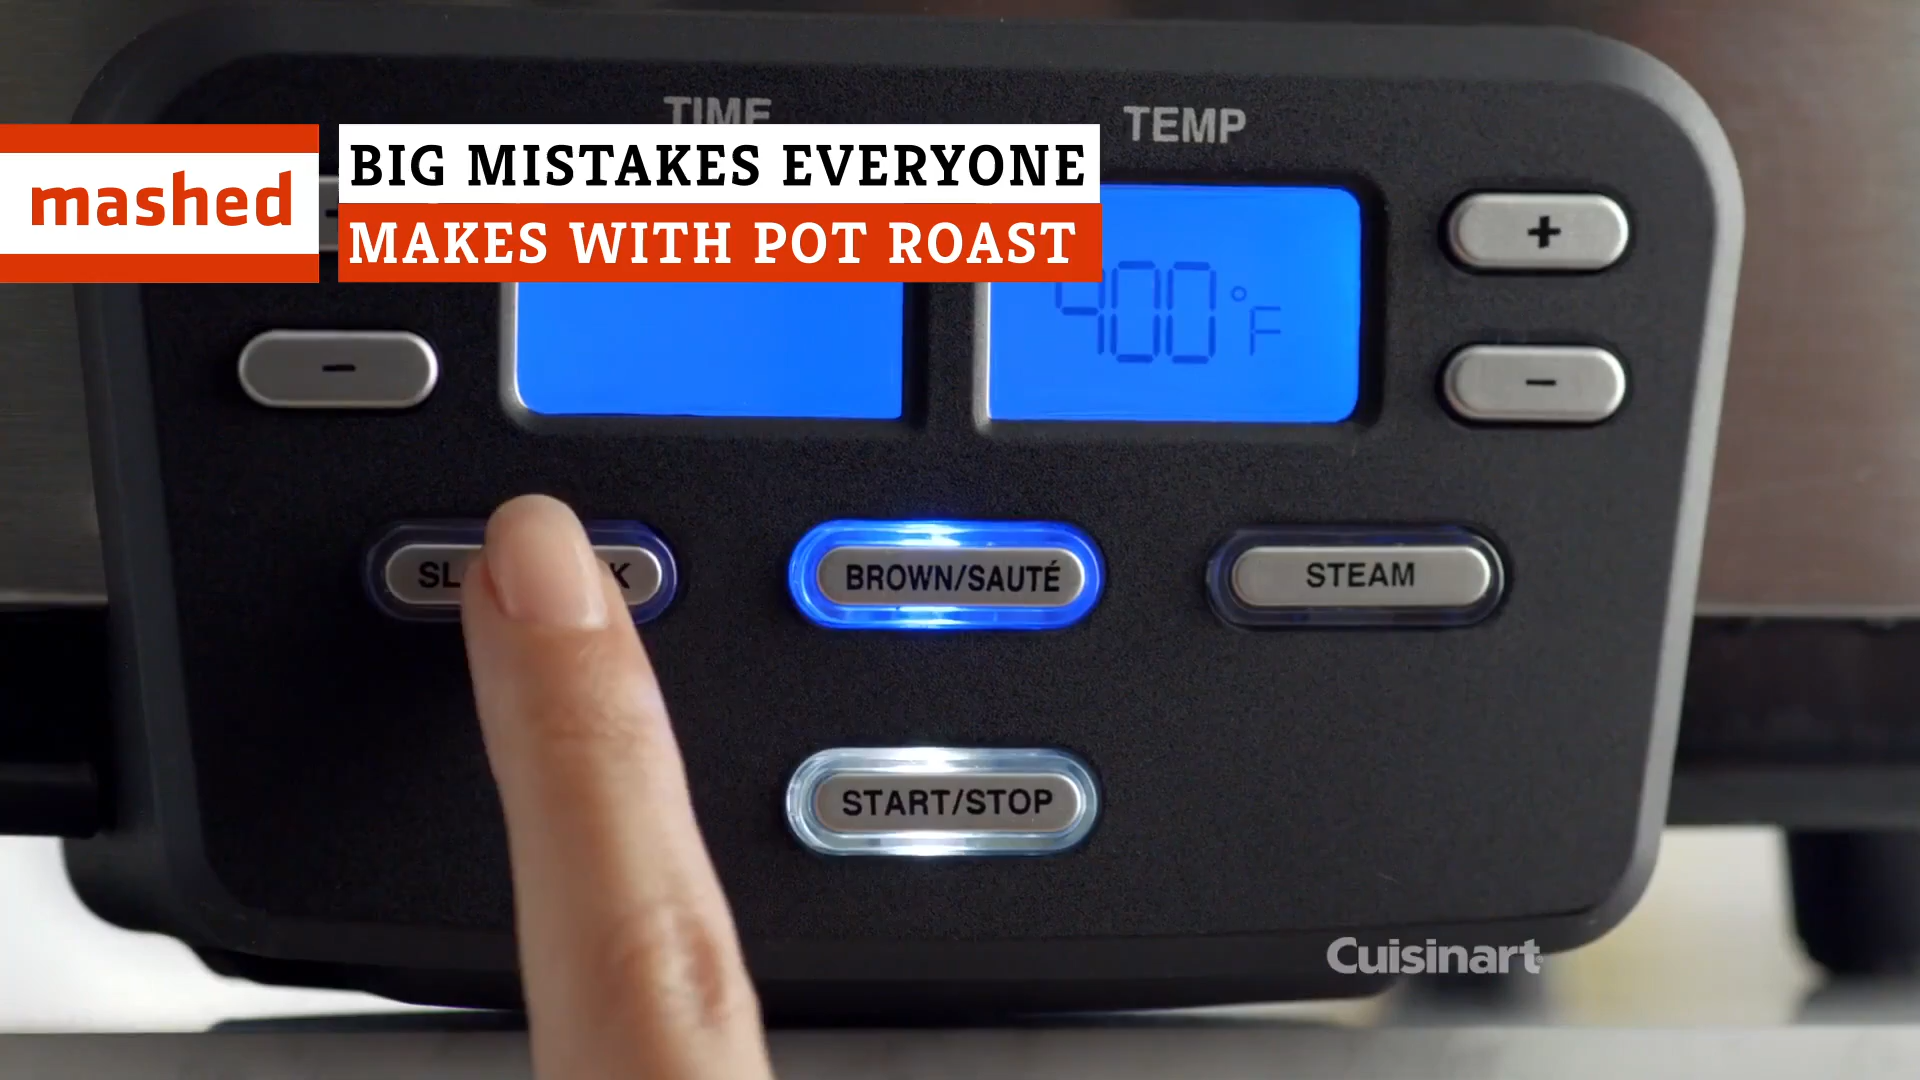 TIME
TEMP
mashed
BIG MISTAKES EVERYONE
MAKES WITH POT ROAST
+
400°F
-
-
BROWN/SAUTÉ
STEAM
START/STOP
Cuisinart